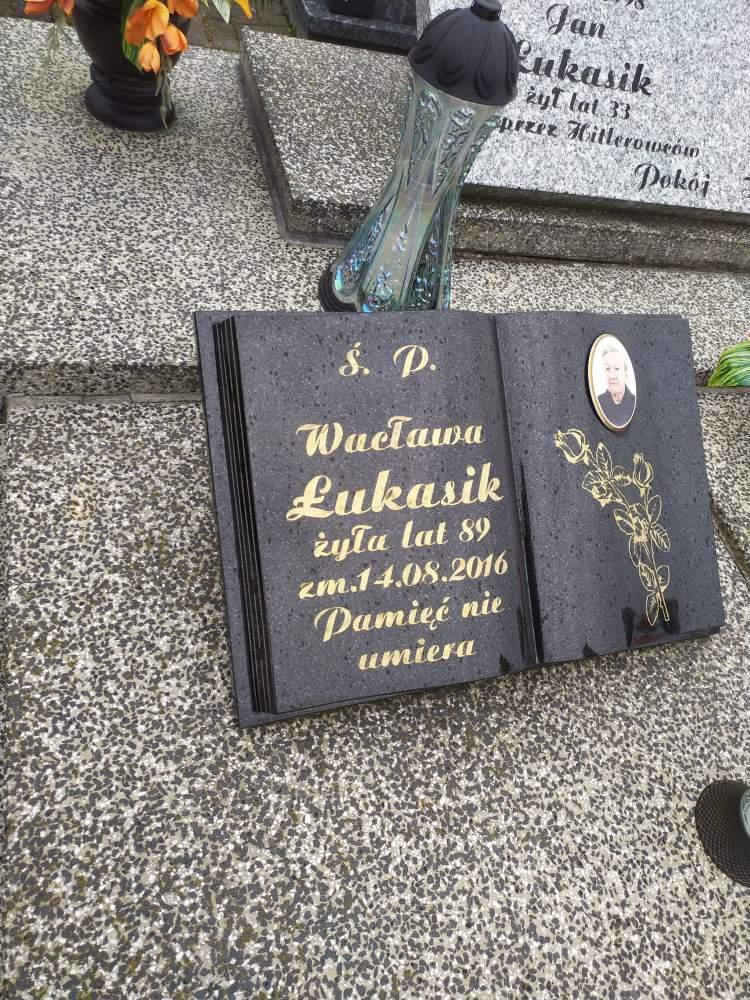 Jan
Łukasik
żył lat 33
przez Hitlerowców
Pokój
Ś. P.
Wacława
Łukasik
żyła lat 89
zm.14.08.2016
Pamięć nie
umiera